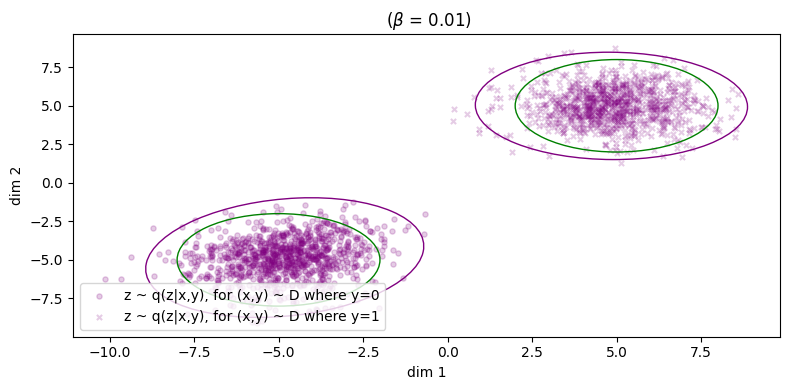 (β = 0.01)
dim 2
7.5
5.0
2.5
0.0
−2.5
−5.0
−7.5
z ~ q(z|x,y), for (x,y) ~ D where y=0
z ~ q(z|x,y), for (x,y) ~ D where y=1
−10.0 −7.5 −5.0 −2.5 0.0 2.5 5.0 7.5
dim 1